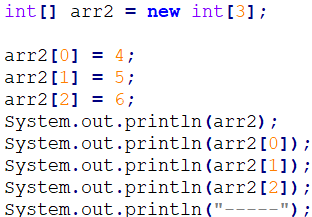 int[] arr2 = new int[3];
arr2[0] = 4;
arr2[1] = 5;
arr2[2] = 6;
System.out.println(arr2);
System.out.println(arr2[0]);
System.out.println(arr2[1]);
System.out.println(arr2[2]);
System.out.println("-----");